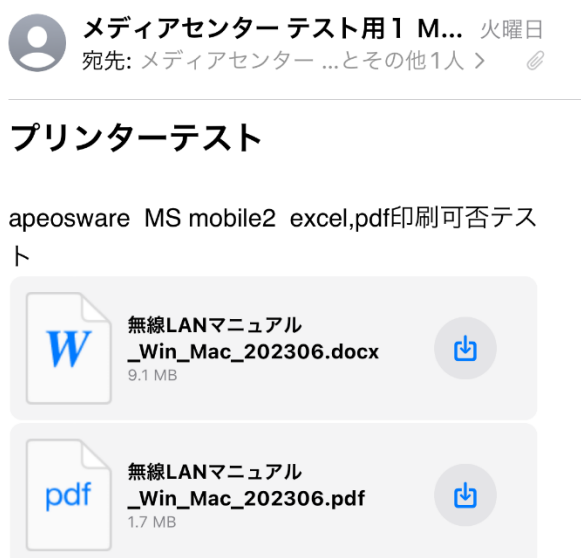 メディアセンター テスト用１ M... 火曜日
宛先: メディアセンター ...とその他1人 >
プリンターテスト
apeosware MS mobile2 excel,pdf印刷可否テス
ト
W
無線LANマニュアル
_Win_Mac_202306.docx
9.1 MB
pdf
無線LANマニュアル
_Win_Mac_202306.pdf
1.7 MB